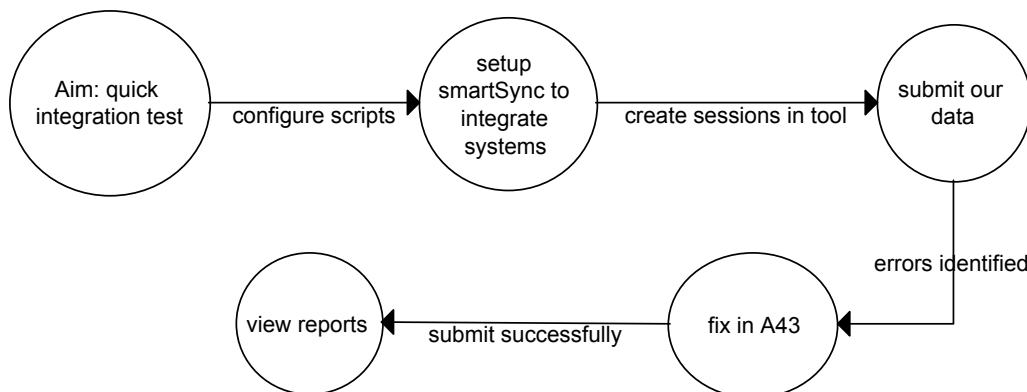 Aim: quick
integration test
configure scripts
setup
smartSync to
integrate
systems
create sessions in tool
submit our
data
errors identified
fix in A43
submit successfully
view reports